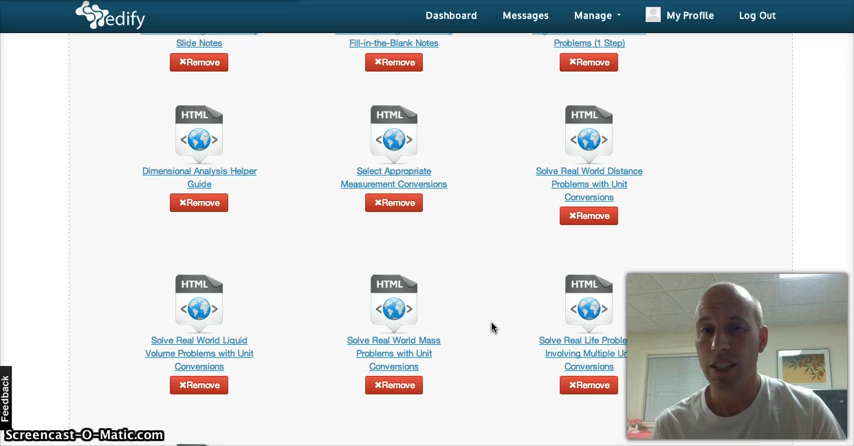 edify
Dashboard
Messages
Manage
My Profile
Log Out
Slide Notes
Fill-in-the-Blank Notes
Problems (1 Step)
✖Remove
✖Remove
✖Remove
HTML
HTML
HTML
Dimensional Analysis Helper
Guide
✖Remove
Select Appropriate
Measurement Conversions
✖Remove
Solve Real World Distance
Problems with Unit
Conversions
✖Remove
HTML
HTML
HTML
Solve Real World Liquid
Volume Problems with Unit
Conversions
✖Remove
Solve Real World Mass
Problems with Unit
Conversions
✖Remove
Solve Real Life
Involving Multiple
Conversions
✖Remove
Feedback
Screencast-O-Matic.com